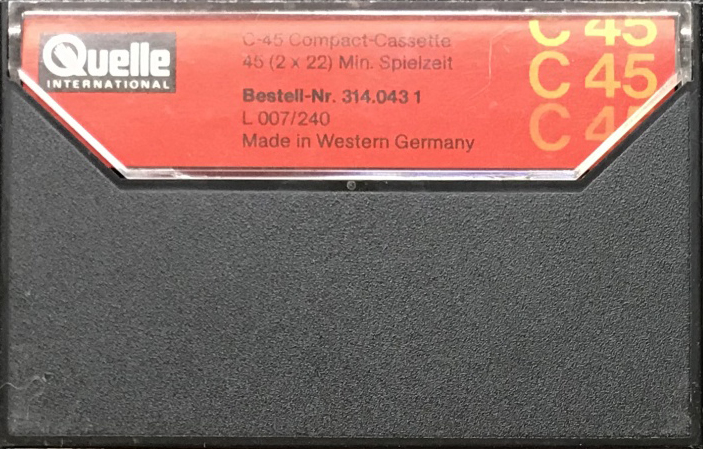 Quelle
INTERNATIONAL
C-45 Compact-Cassette
45 (2 x 22) Min. Spielzeit
Bestell-Nr. 314.043 1
L 007/240
Made in Western Germany
C 45
C 45
C 45